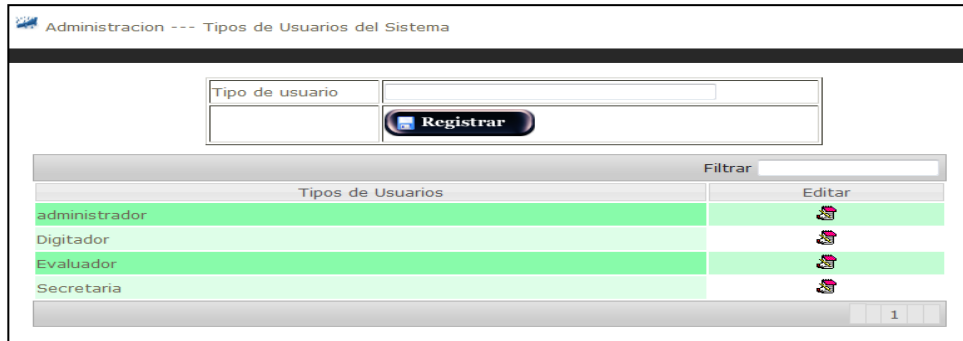 Administracion --- Tipos de Usuarios del Sistema
Tipo de usuario
Registrar
Filtrar
Tipos de Usuarios Editar
administrador
Digitador
Evaluador
Secretaria
1